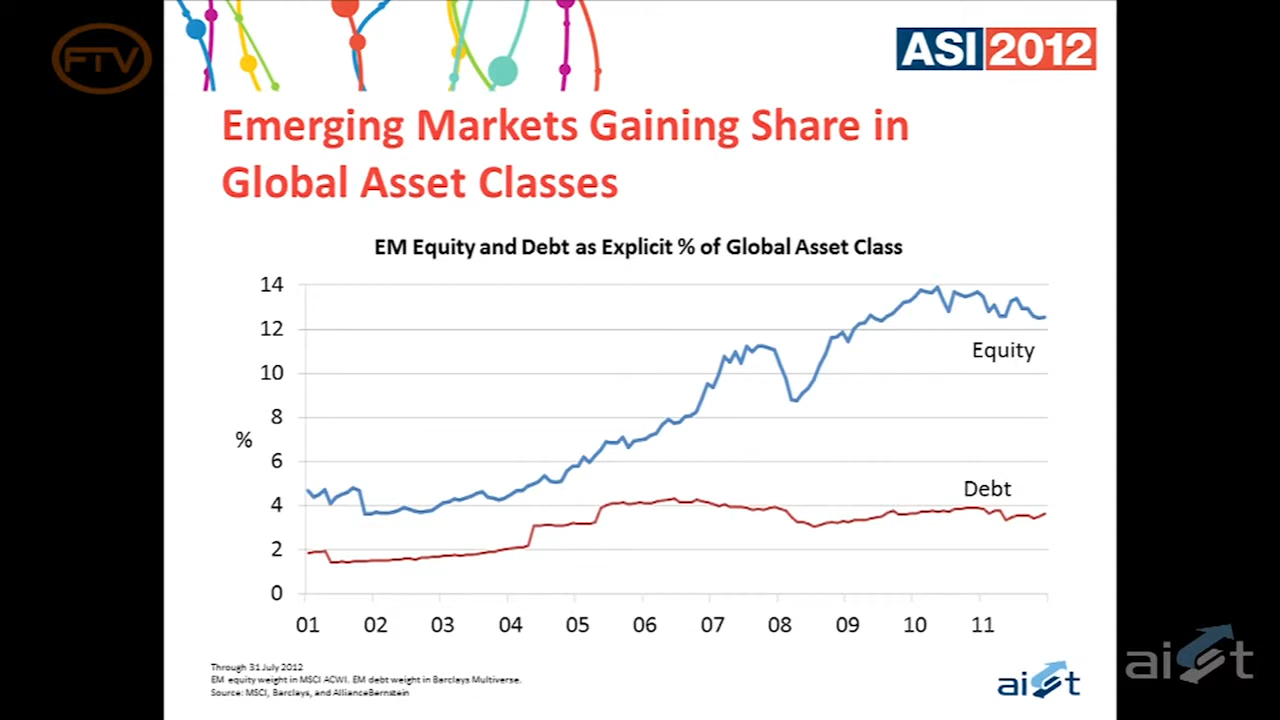 FTV
ASI 2012
Emerging Markets Gaining Share in
Global Asset Classes
EM Equity and Debt as Explicit % of Global Asset Class
14
12
10
8
6
4
2
0
%
Equity
Debt
01 02 03 04 05 06 07 08 09 10 11
Through 31 July 2012
EM equity weight in MSCI ACWI. EM debt weight in Barclays Multiverse.
Source: MSCI, Barclays, and AllianceBernstein
aist
aist